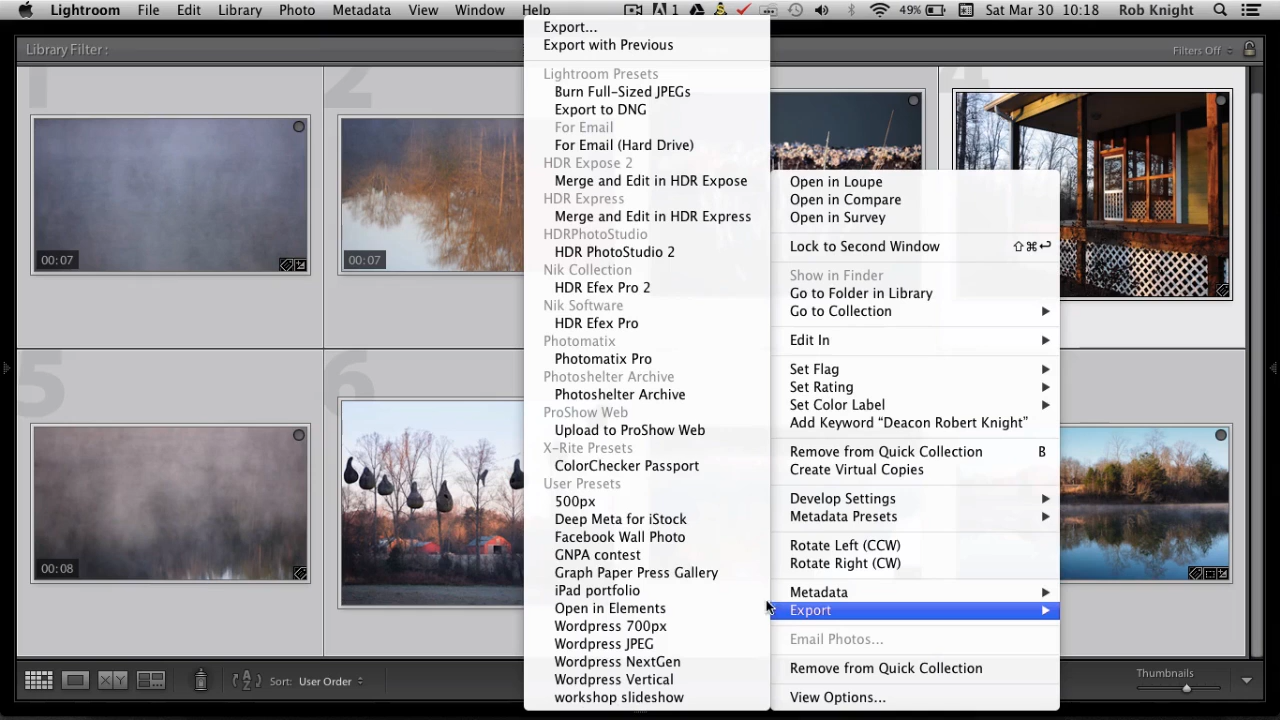 Lightroom File Edit Library Photo Metadata View Window Help 1 49% Sat Mar 30 10:18 Rob Knight
Library Filter :
Filters Off
1
2
4
5
6
00:07
00:07
00:08
Export...
Export with Previous
Lightroom Presets
Burn Full-Sized JPEGs
Export to DNG
For Email
For Email (Hard Drive)
HDR Expose 2
Merge and Edit in HDR Expose
HDR Express
Merge and Edit in HDR Express
HDRPhotoStudio
HDR PhotoStudio 2
Nik Collection
HDR Efex Pro 2
Nik Software
HDR Efex Pro
Photomatix
Photomatix Pro
Photoshelter Archive
Photoshelter Archive
ProShow Web
Upload to ProShow Web
X-Rite Presets
ColorChecker Passport
User Presets
500px
Deep Meta for iStock
Facebook Wall Photo
GNPA contest
Graph Paper Press Gallery
iPad portfolio
Open in Elements
Wordpress 700px
Wordpress JPEG
Wordpress NextGen
Wordpress Vertical
workshop slideshow
Open in Loupe
Open in Compare
Open in Survey
Lock to Second Window ⇧⌘↩
Show in Finder
Go to Folder in Library
Go to Collection
Edit In
Set Flag
Set Rating
Set Color Label
Add Keyword “Deacon Robert Knight”
Remove from Quick Collection B
Create Virtual Copies
Develop Settings
Metadata Presets
Rotate Left (CCW)
Rotate Right (CW)
Metadata
Export
Email Photos...
Remove from Quick Collection
View Options...
XY
Sort: User Order
Thumbnails